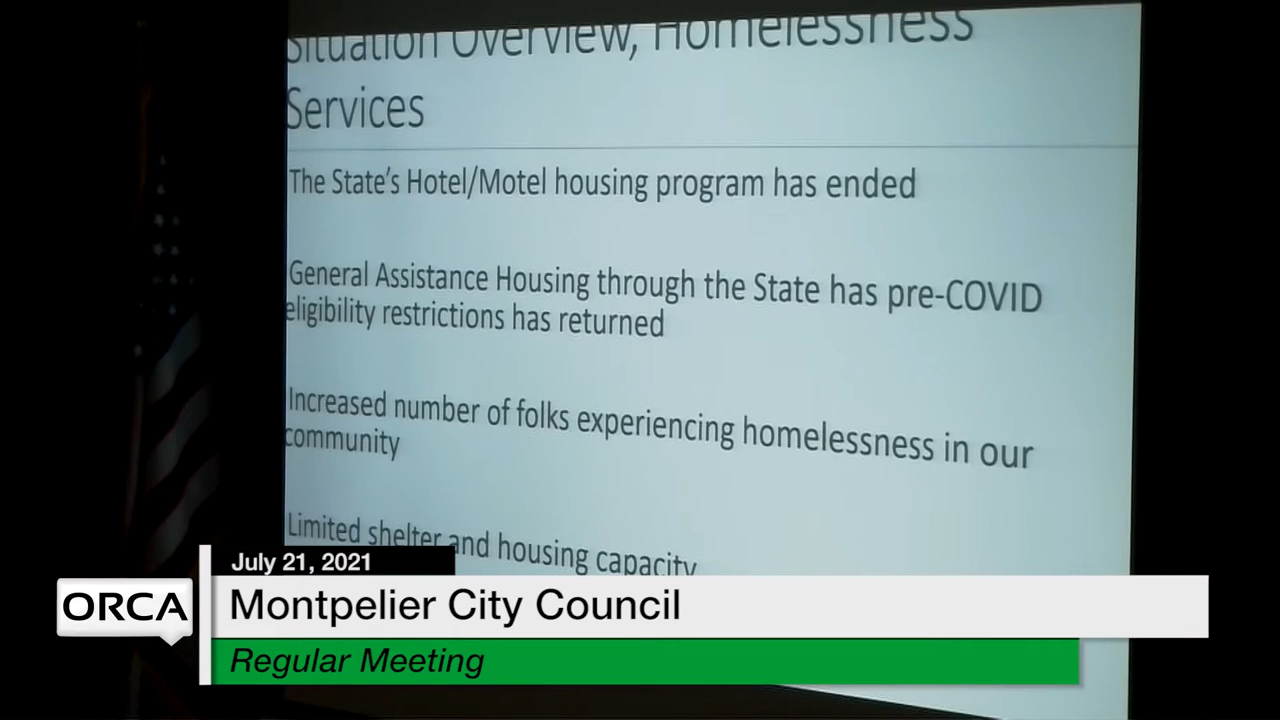 Situation Overview, Homelessness
Services
The State's Hotel/Motel housing program has ended
General Assistance Housing through the State has pre-COVID
eligibility restrictions has returned
Increased number of folks experiencing homelessness in our
community
Limited shelter and housing capacity
July 21, 2021
ORCA
Montpelier City Council
Regular Meeting